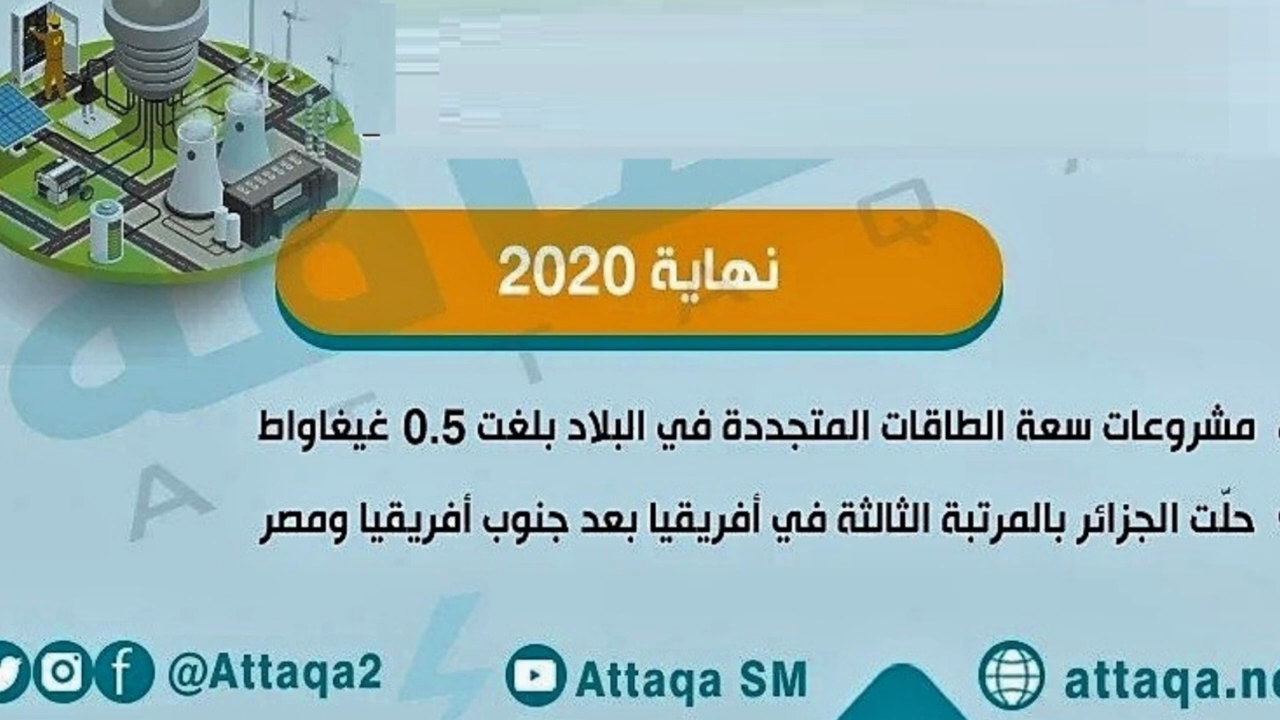 نهاية 2020
مشروعات سعة الطاقات المتجددة في البلاد بلغت 0.5 غيغاواط
حلّت الجزائر بالمرتبة الثالثة في أفريقيا بعد جنوب أفريقيا ومصر
@Attaqa2 Attaqa SM attaqa.ne